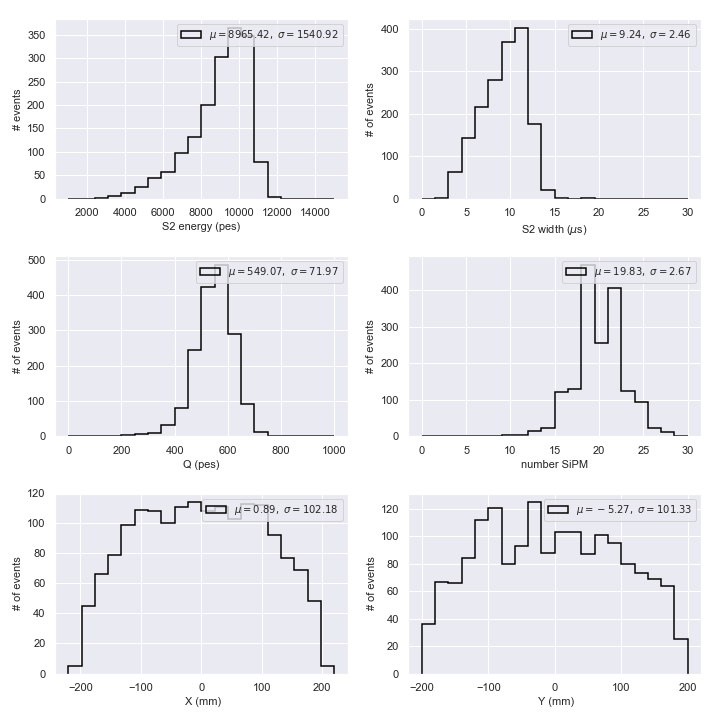 μ = 8965.42, σ = 1540.92
# events
350
300
250
200
150
100
50
0
2000 4000 6000 8000 10000 12000 14000
S2 energy (pes)
μ = 9.24, σ = 2.46
# of events
400
300
200
100
0
0 5 10 15 20 25 30
S2 width (μs)
μ = 549.07, σ = 71.97
# of events
500
400
300
200
100
0
0 200 400 600 800 1000
Q (pes)
μ = 19.83, σ = 2.67
# of events
400
300
200
100
0
0 5 10 15 20 25 30
number SiPM
μ = 0.89, σ = 102.18
# of events
120
100
80
60
40
20
0
−200 −100 0 100 200
X (mm)
μ = −5.27, σ = 101.33
# of events
120
100
80
60
40
20
0
−200 −100 0 100 200
Y (mm)